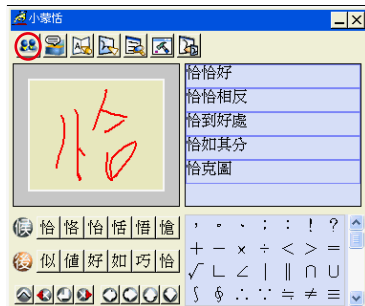 小蒙恬
恰
恰恰好
恰恰相反
恰到好處
恰如其分
恰克圖
候 恰 恪 怡 恬 悟 愴
後 似 值 好 如 巧 恰
， 。 、 ； ： ！ ？
＋ － × ÷ ＜ ＞ ＝
√ ∟ ∠ ∣ ∥ ∩ ∪
∫ ∮ ∴ ∵ ≒ ≠ ≡